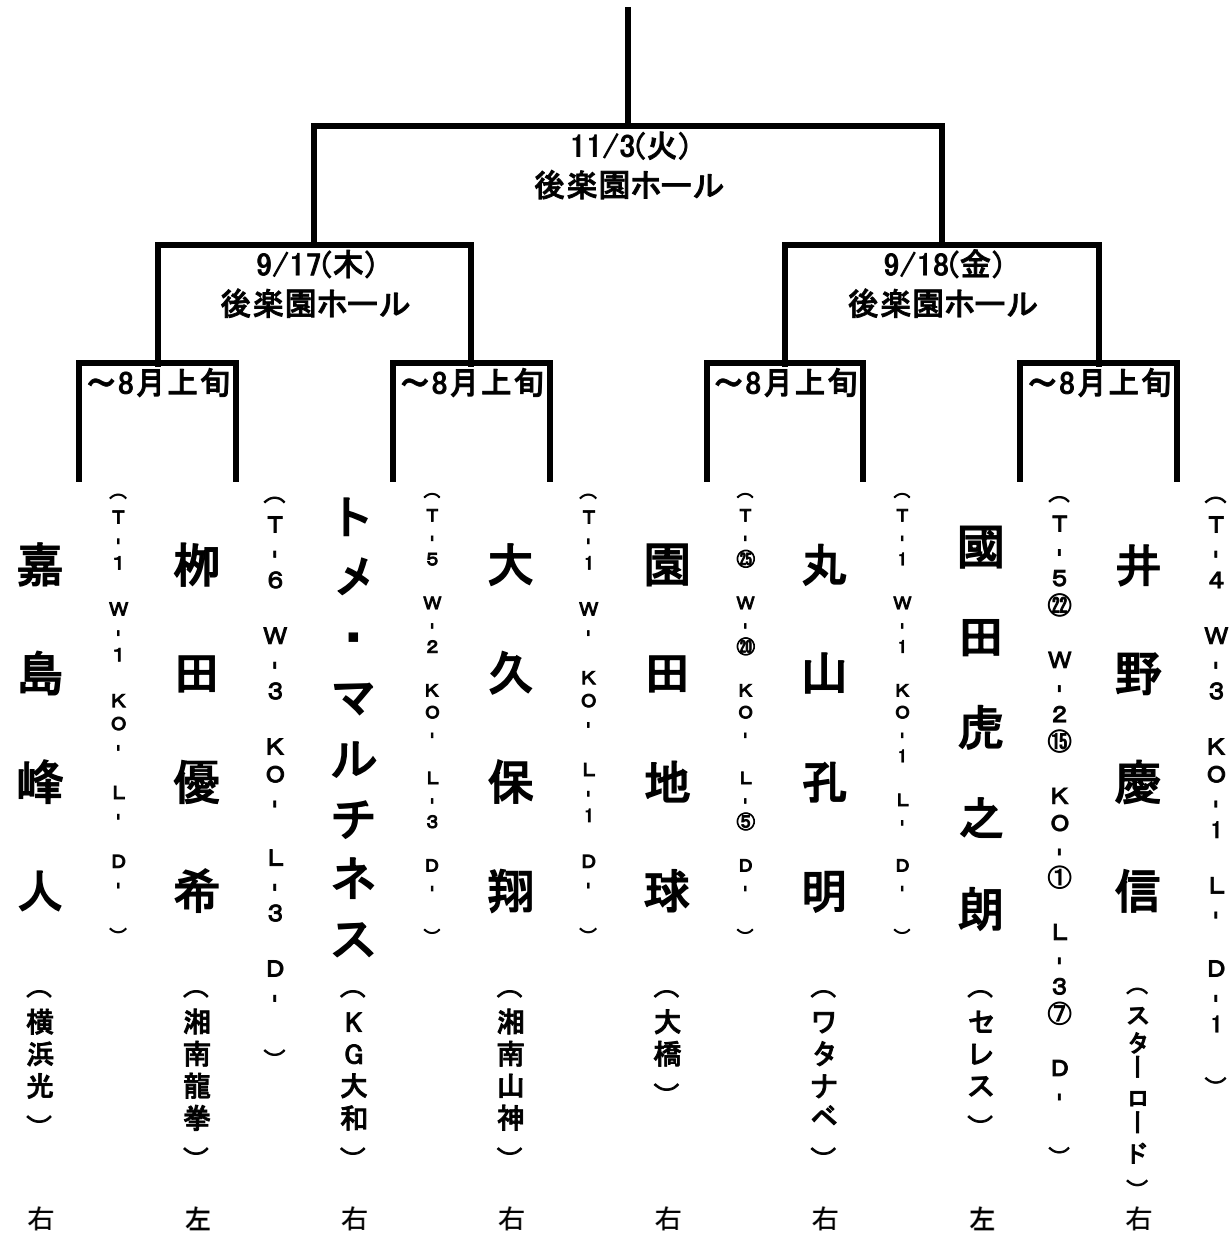 11/3(火)
後楽園ホール
9/17(木)
後楽園ホール
9/18(金)
後楽園ホール
～8月上旬
～8月上旬
～8月上旬
～8月上旬
嘉島峰人（横浜光）右
（T-1 W-1 KO- L- D-）
栁田優希（湘南龍拳）左
（T-6 W-3 KO- L-3 D-）
トメ・マルチネス（KG大和）右
（T-5 W-2 KO- L-3 D-）
大久保翔（湘南山神）右
（T-1 W- KO- L-1 D-）
園田地球（大橋）右
（T-㉕ W-⑳ KO- L-⑤ D-）
丸山孔明（ワタナベ）右
（T-1 W-1 KO-1 L- D-）
國田虎之朗（セレス）左
（T-5㉒ W-2⑮ KO-① L-3⑦ D-）
井野慶信（スターロード）右
（T-4 W-3 KO-1 L- D-1）